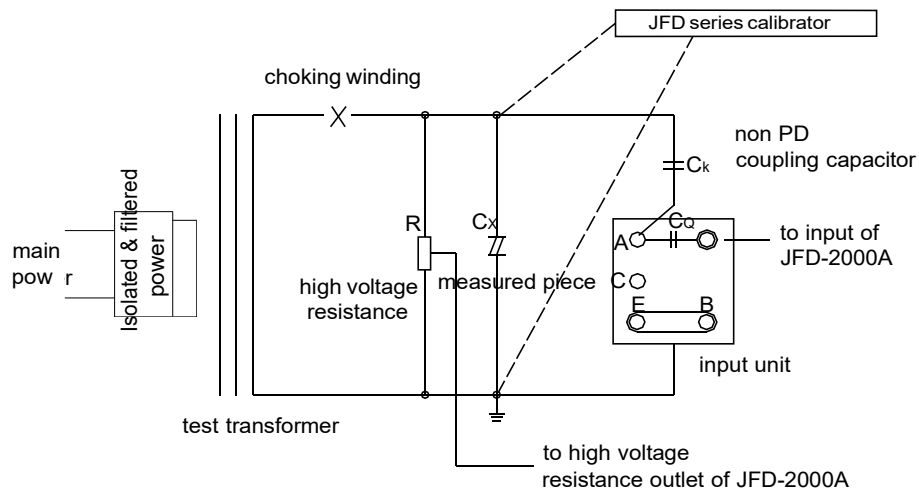 JFD series calibrator
choking winding
non PD
coupling capacitor
Ck
Isolated & filtered
power
main
pow r
R
CX
CQ
A
to input of
JFD-2000A
high voltage
resistance
measured piece
C
E
B
input unit
test transformer
to high voltage
resistance outlet of JFD-2000A